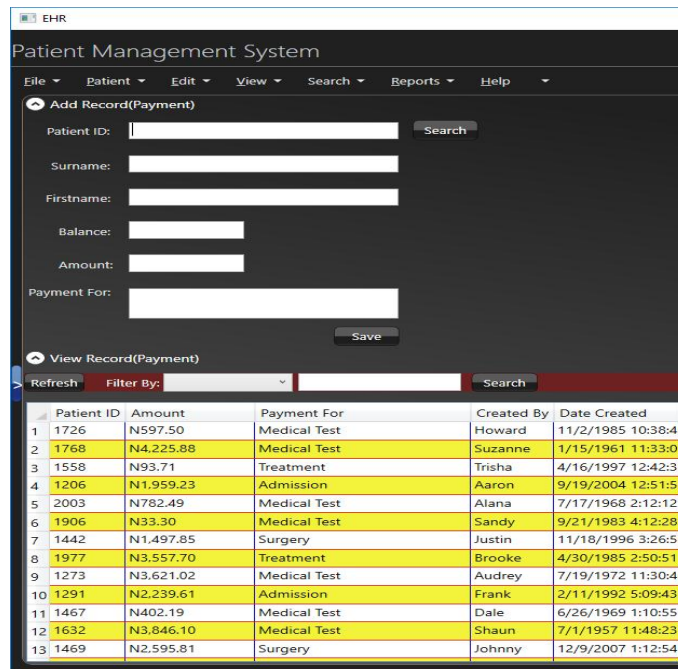 EHR
Patient Management System
File Patient Edit View Search Reports Help
Add Record(Payment)
Patient ID: Search
Surname:
Firstname:
Balance:
Amount:
Payment For:
Save
View Record(Payment)
> Refresh Filter By: Search
Patient ID Amount Payment For Created By Date Created
1 1726 N597.50 Medical Test Howard 11/2/1985 10:38:4
2 1768 N4,225.88 Medical Test Suzanne 1/15/1961 11:33:0
3 1558 N93.71 Treatment Trisha 4/16/1997 12:42:3
4 1206 N1,959.23 Admission Aaron 9/19/2004 12:51:5
5 2003 N782.49 Medical Test Alana 7/17/1968 2:12:12
6 1906 N33.30 Medical Test Sandy 9/21/1983 4:12:28
7 1442 N1,497.85 Surgery Justin 11/18/1996 3:26:5
8 1977 N3,557.70 Treatment Brooke 4/30/1985 2:50:51
9 1273 N3,621.02 Medical Test Audrey 7/19/1972 11:30:4
10 1291 N2,239.61 Admission Frank 2/11/1992 5:09:43
11 1467 N402.19 Medical Test Dale 6/26/1969 1:10:55
12 1632 N3,846.10 Medical Test Shaun 7/1/1957 11:48:23
13 1469 N2,595.81 Surgery Johnny 12/9/2007 1:12:54